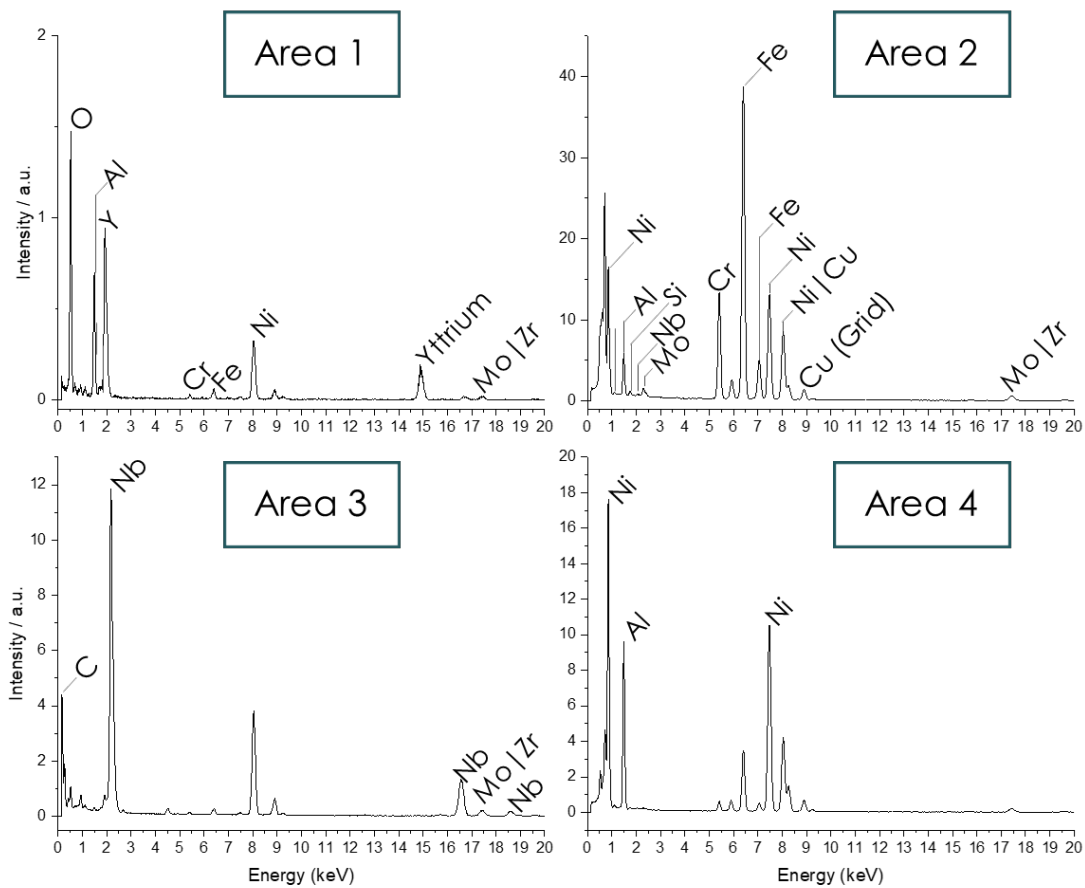 Area 1
2
1
0
Intensity / a.u.
O
Al
Y
Cr
Fe
Ni
Yttrium
Mo|Zr
0 1 2 3 4 5 6 7 8 9 10 11 12 13 14 15 16 17 18 19 20
Area 2
40
30
20
10
0
Ni
Al
Si
Nb
Mo
Cr
Fe
Fe
Ni
Ni|Cu
Cu (Grid)
Mo|Zr
0 1 2 3 4 5 6 7 8 9 10 11 12 13 14 15 16 17 18 19 20
Area 3
12
10
8
6
4
2
0
Intensity / a.u.
C
Nb
Nb
Mo|Zr
Nb
0 1 2 3 4 5 6 7 8 9 10 11 12 13 14 15 16 17 18 19 20
Energy (keV)
Area 4
20
18
16
14
12
10
8
6
4
2
0
Ni
Al
Ni
0 1 2 3 4 5 6 7 8 9 10 11 12 13 14 15 16 17 18 19 20
Energy (keV)